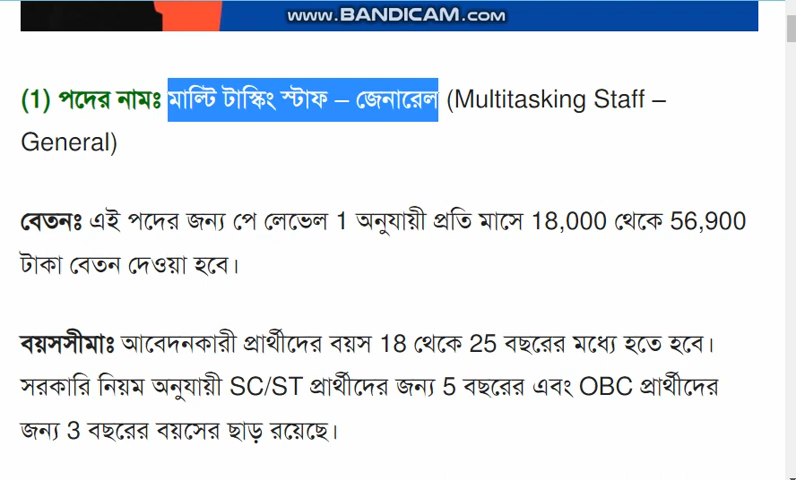 www.BANDICAM.com
(1) পদের নামঃ মাল্টি টাস্কিং স্টাফ – জেনারেল (Multitasking Staff –
General)
বেতনঃ এই পদের জন্য পে লেভেল 1 অনুযায়ী প্রতি মাসে 18,000 থেকে 56,900
টাকা বেতন দেওয়া হবে।
বয়সসীমাঃ আবেদনকারী প্রার্থীদের বয়স 18 থেকে 25 বছরের মধ্যে হতে হবে।
সরকারি নিয়ম অনুযায়ী SC/ST প্রার্থীদের জন্য 5 বছরের এবং OBC প্রার্থীদের
জন্য 3 বছরের বয়সের ছাড় রয়েছে।